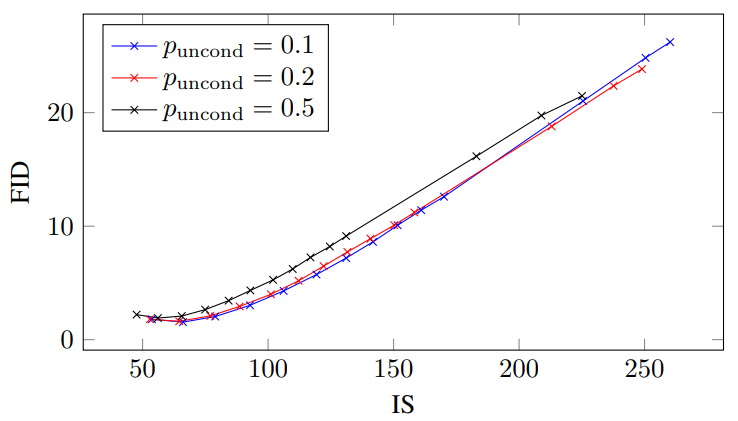 p_uncond = 0.1
p_uncond = 0.2
p_uncond = 0.5
20
10
0
FID
50 100 150 200 250
IS